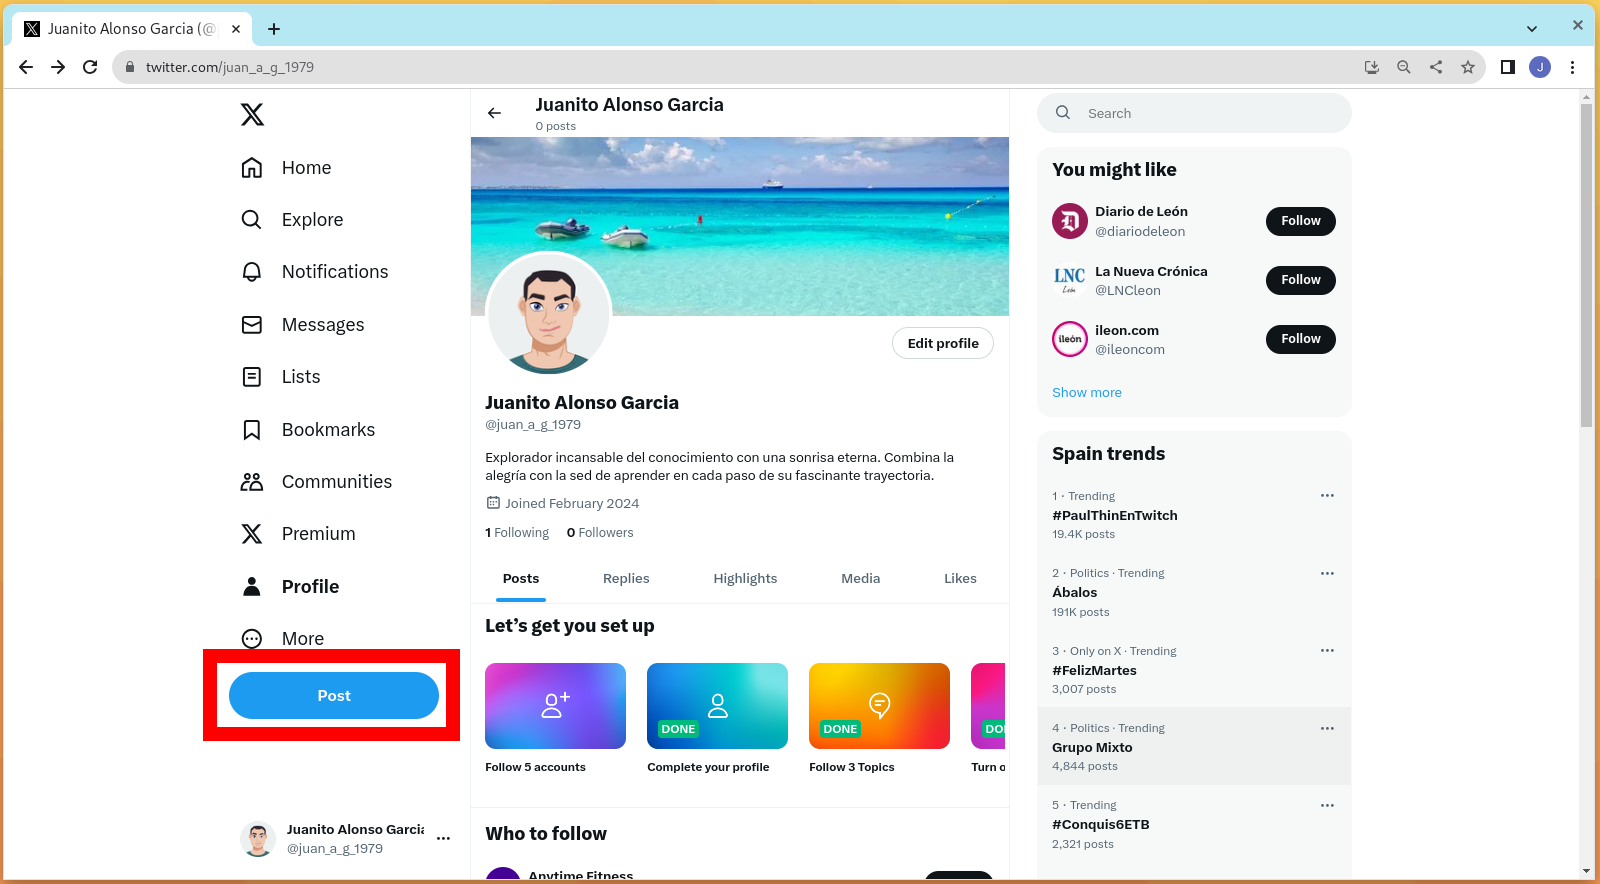 Juanito Alonso Garcia (@
twitter.com/juan_a_g_1979
J
Home
Explore
Notifications
Messages
Lists
Bookmarks
Communities
Premium
Profile
More
Post
Juanito Alonso Garcia
@juan_a_g_1979
Juanito Alonso Garcia
0 posts
Edit profile
Juanito Alonso Garcia
@juan_a_g_1979
Explorador incansable del conocimiento con una sonrisa eterna. Combina la
alegría con la sed de aprender en cada paso de su fascinante trayectoria.
Joined February 2024
1 Following 0 Followers
Posts Replies Highlights Media Likes
Let's get you set up
DONE DONE DO
Follow 5 accounts Complete your profile Follow 3 Topics Turn o
Who to follow
Anytime Fitness
Search
You might like
D
Diario de León
@diariodeleon
Follow
LNC
León
La Nueva Crónica
@LNCleon
Follow
ileón
ileon.com
@ileoncom
Follow
Show more
Spain trends
1 · Trending
#PaulThinEnTwitch
19.4K posts
2 · Politics · Trending
Ábalos
191K posts
3 · Only on X · Trending
#FelizMartes
3,007 posts
4 · Politics · Trending
Grupo Mixto
4,844 posts
5 · Trending
#Conquis6ETB
2,321 posts